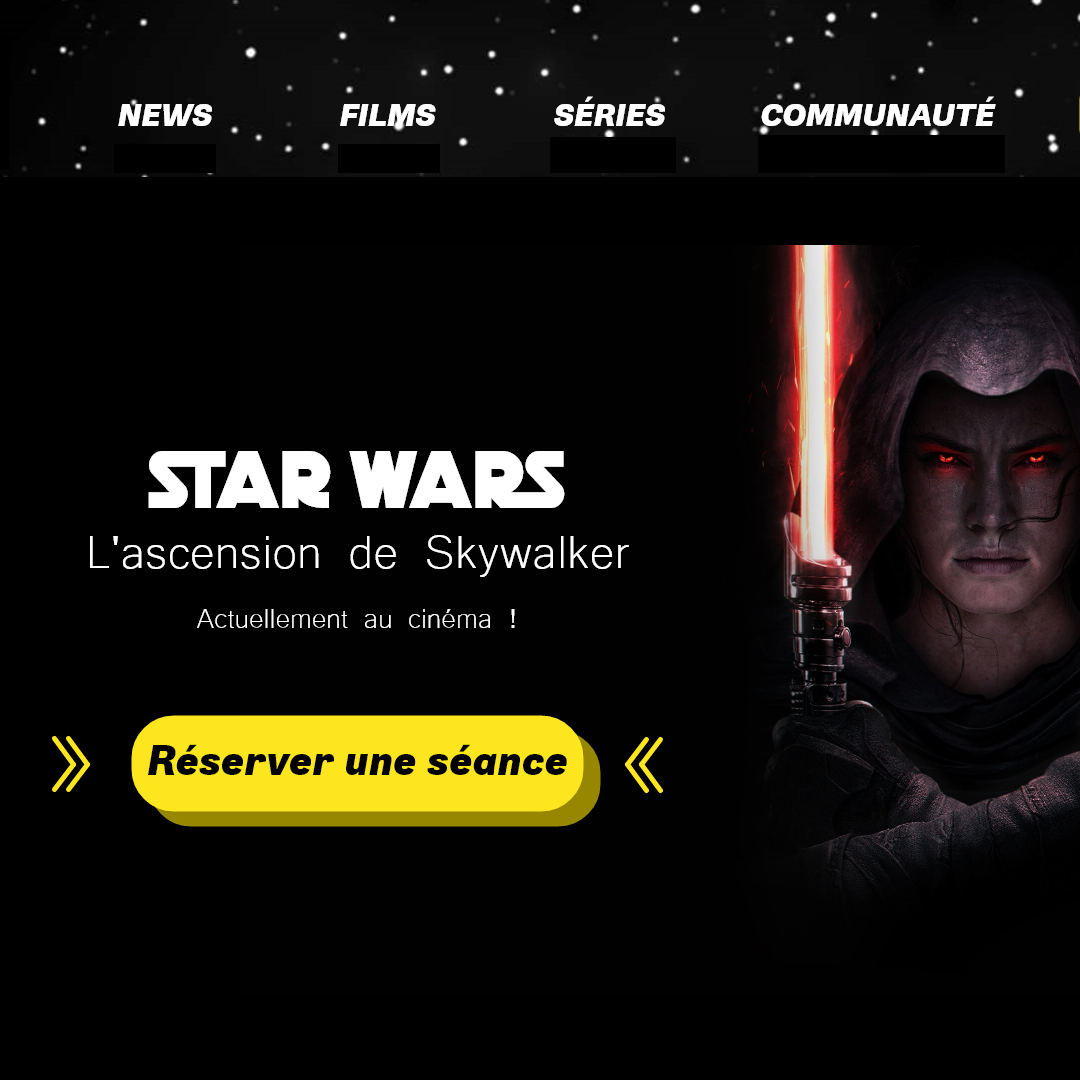 NEWS FILMS SÉRIES COMMUNAUTÉ
STAR WARS
L'ascension de Skywalker
Actuellement au cinéma !
Réserver une séance